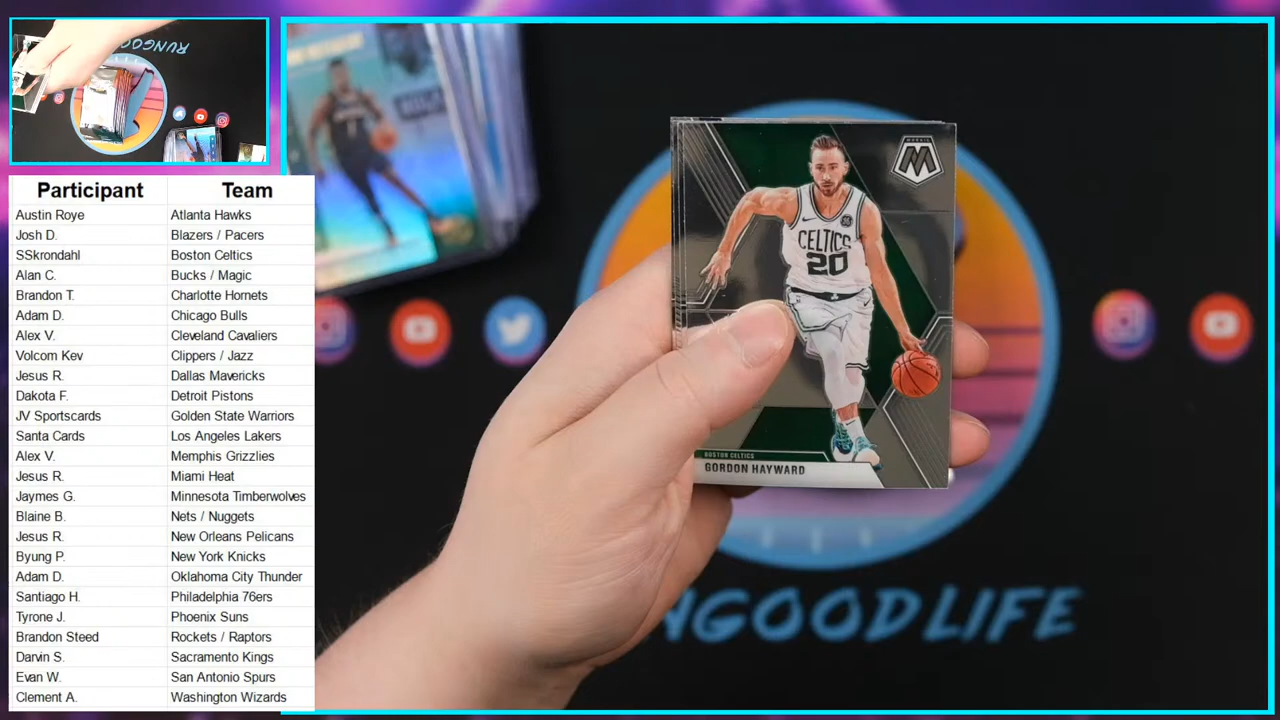 RUNGOODL
Participant Team
Austin Roye Atlanta Hawks
Josh D. Blazers / Pacers
SSkrondahl Boston Celtics
Alan C. Bucks / Magic
Brandon T. Charlotte Hornets
Adam D. Chicago Bulls
Alex V. Cleveland Cavaliers
Volcom Kev Clippers / Jazz
Jesus R. Dallas Mavericks
Dakota F. Detroit Pistons
JV Sportscards Golden State Warriors
Santa Cards Los Angeles Lakers
Alex V. Memphis Grizzlies
Jesus R. Miami Heat
Jaymes G. Minnesota Timberwolves
Blaine B. Nets / Nuggets
Jesus R. New Orleans Pelicans
Byung P. New York Knicks
Adam D. Oklahoma City Thunder
Santiago H. Philadelphia 76ers
Tyrone J. Phoenix Suns
Brandon Steed Rockets / Raptors
Darvin S. Sacramento Kings
Evan W. San Antonio Spurs
Clement A. Washington Wizards
MOSAIC
M
CELTICS
20
BOSTON CELTICS
GORDON HAYWARD
NGOODLIFE